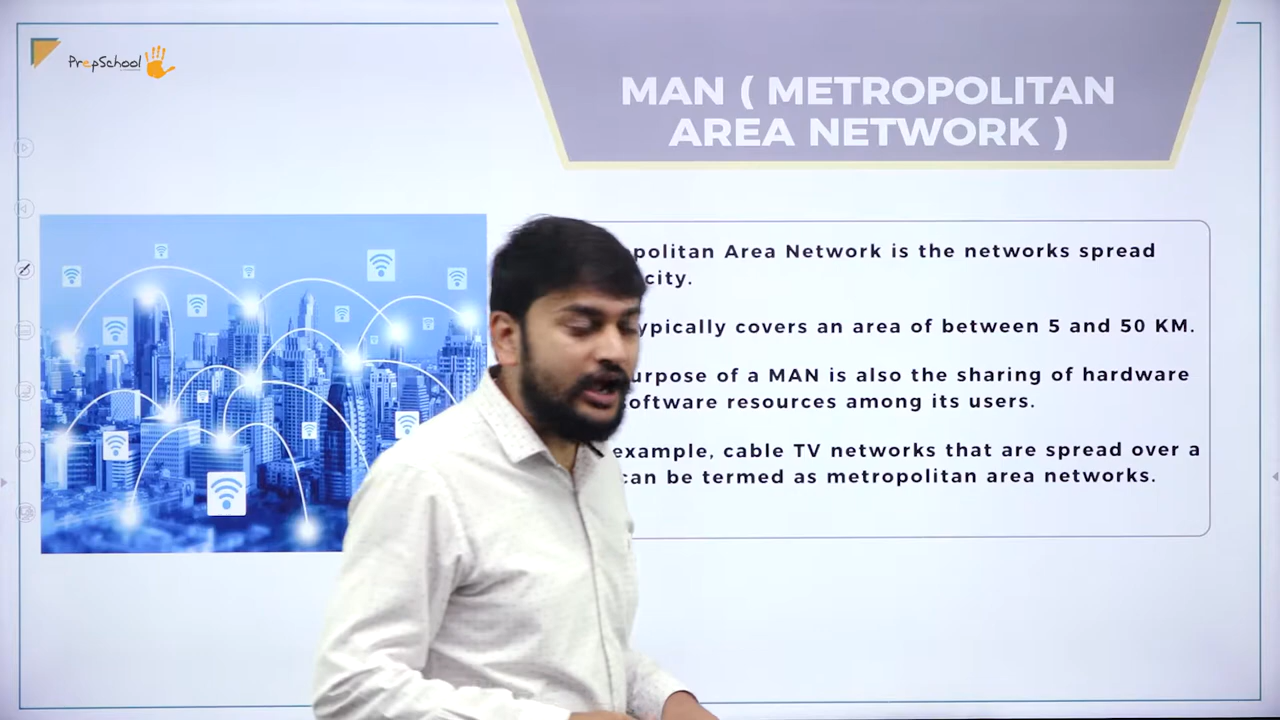 PrepSchool
MAN ( METROPOLITAN
AREA NETWORK )
politan Area Network is the networks spread
city.
ypically covers an area of between 5 and 50 KM.
urpose of a MAN is also the sharing of hardware
oftware resources among its users.
example, cable TV networks that are spread over a
can be termed as metropolitan area networks.